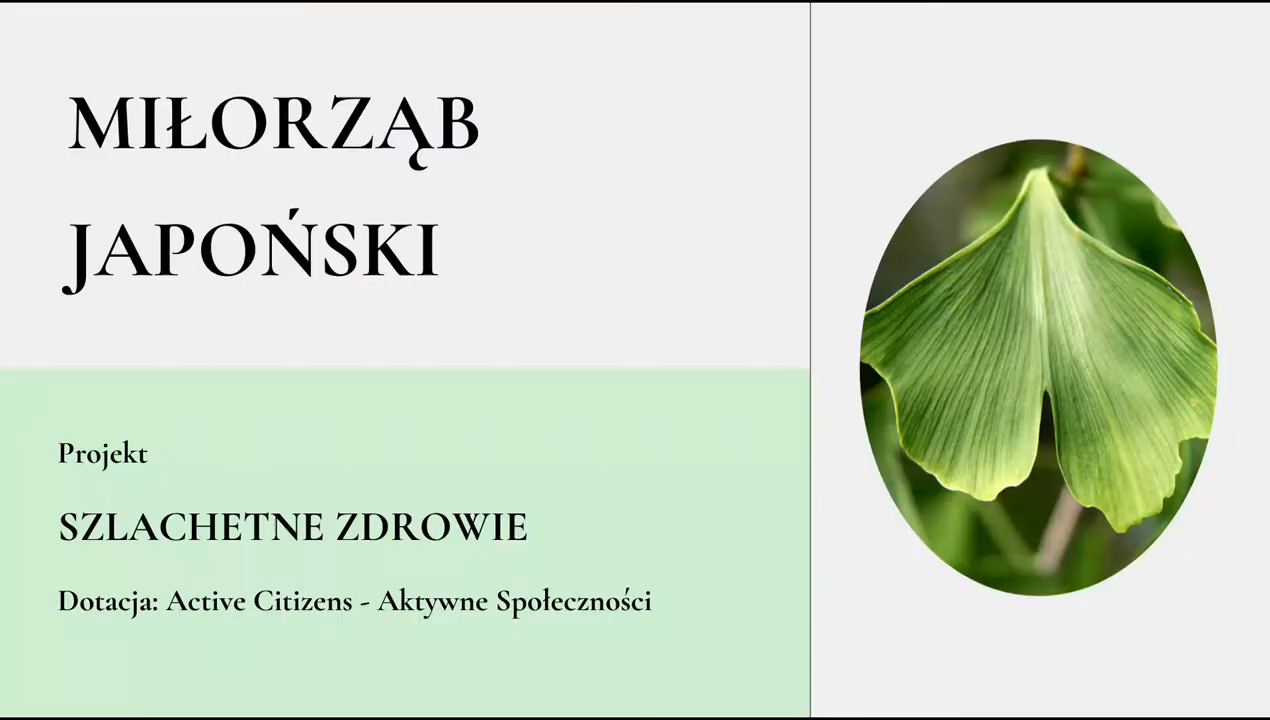 MIŁORZĄB
JAPOŃSKI
Projekt
SZLACHETNE ZDROWIE
Dotacja: Active Citizens - Aktywne Społeczności